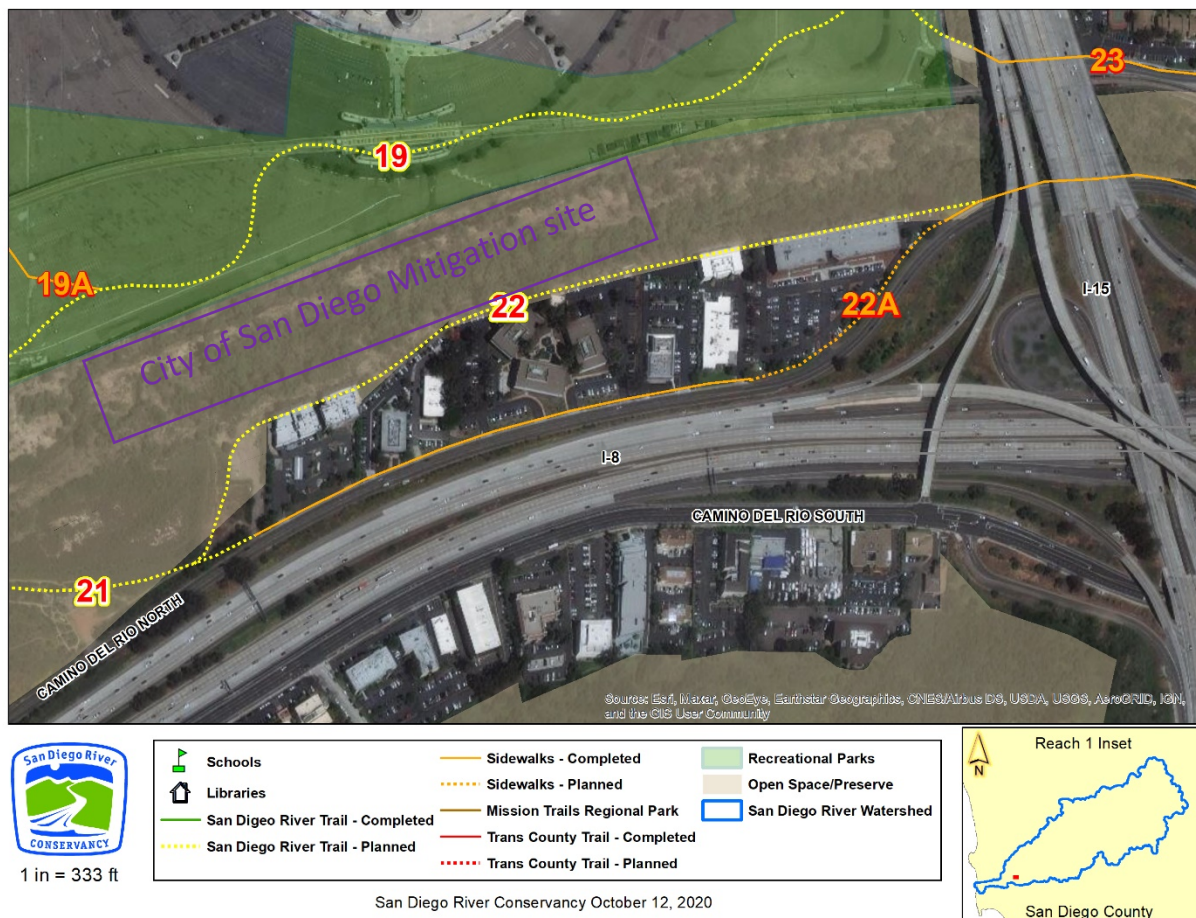 23
19
19A
City of San Diego Mitigation site
22
22A
I-15
I-8
CAMINO DEL RIO SOUTH
21
CAMINO DEL RIO NORTH
Source: Esri, Maxar, GeoEye, Earthstar Geographics, CNES/Airbus DS, USDA, USGS, AeroGRID, IGN,
and the GIS User Community
San Diego River
CONSERVANCY
1 in = 333 ft
Schools
Libraries
San Digeo River Trail - Completed
San Diego River Trail - Planned
Sidewalks - Completed
Sidewalks - Planned
Mission Trails Regional Park
Trans County Trail - Completed
Trans County Trail - Planned
Recreational Parks
Open Space/Preserve
San Diego River Watershed
San Diego River Conservancy October 12, 2020
Reach 1 Inset
N
San Diego County